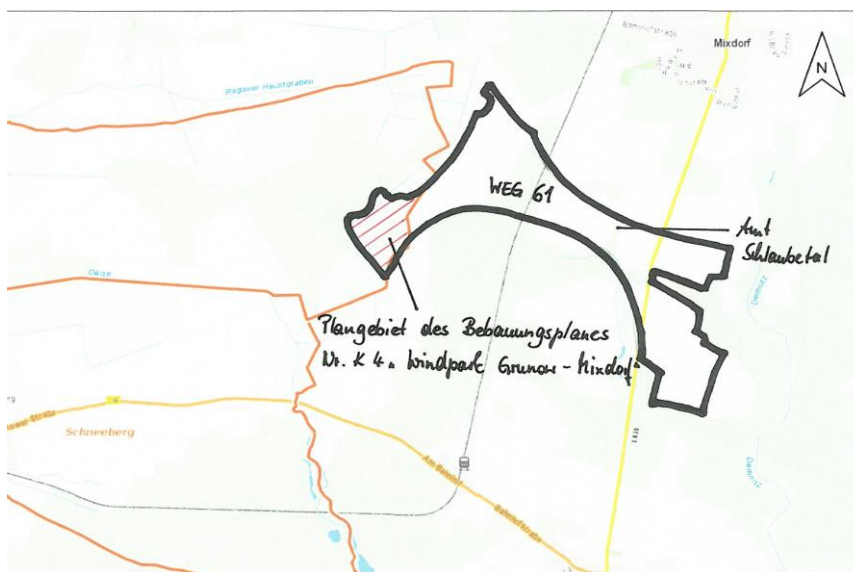 Bahnhofstraße
Mixdorf
N
Ragower Hauptgraben
WEG 61
Amt
Schlaubetal
Oelse
Demnitz
Plangebiet des Bebauungsplanes
Nr. K 4 „Windpark Grunow - Mixdorf"
Schneeberg
Am Bahnhof
Bahnhofstraße
Demnitz